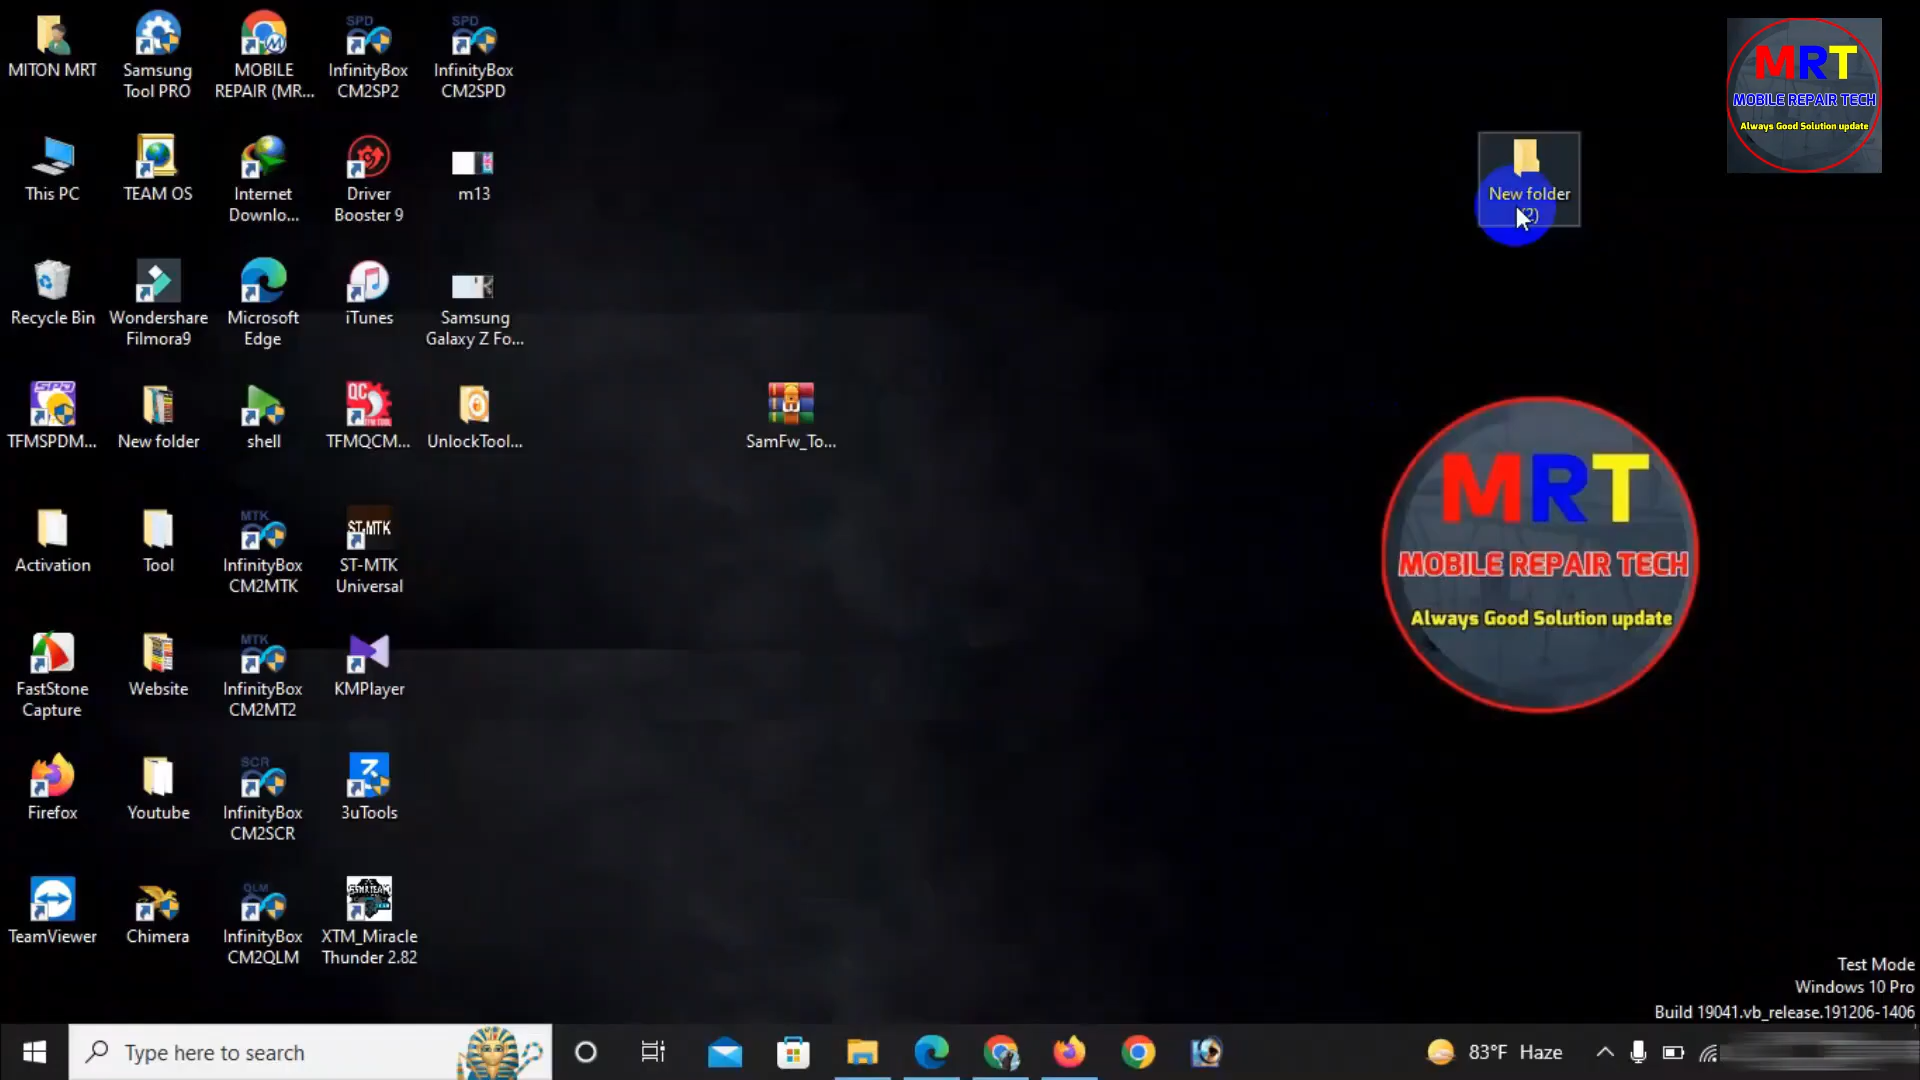 MITON MRT
Samsung
Tool PRO
MOBILE
REPAIR (MR...
SPD
InfinityBox
CM2SP2
SPD
InfinityBox
CM2SPD
This PC
TEAM OS
Internet
Downlo...
Driver
Booster 9
m13
Recycle Bin
Wondershare
Filmora9
Microsoft
Edge
iTunes
Samsung
Galaxy Z Fo...
SPD
TFMSPDM...
New folder
shell
QC
TFMQCM...
UnlockTool...
SamFw_To...
Activation
Tool
MTK
InfinityBox
CM2MTK
ST-MTK
ST-MTK
Universal
FastStone
Capture
Website
MTK
InfinityBox
CM2MT2
KMPlayer
Firefox
Youtube
SCR
InfinityBox
CM2SCR
3uTools
TeamViewer
Chimera
QLM
InfinityBox
CM2QLM
XTM_Miracle
Thunder 2.82
New folder
(2)
MRT
MOBILE REPAIR TECH
Always Good Solution update
MRT
MOBILE REPAIR TECH
Always Good Solution update
Test Mode
Windows 10 Pro
Build 19041.vb_release.191206-1406
Type here to search
83°F Haze